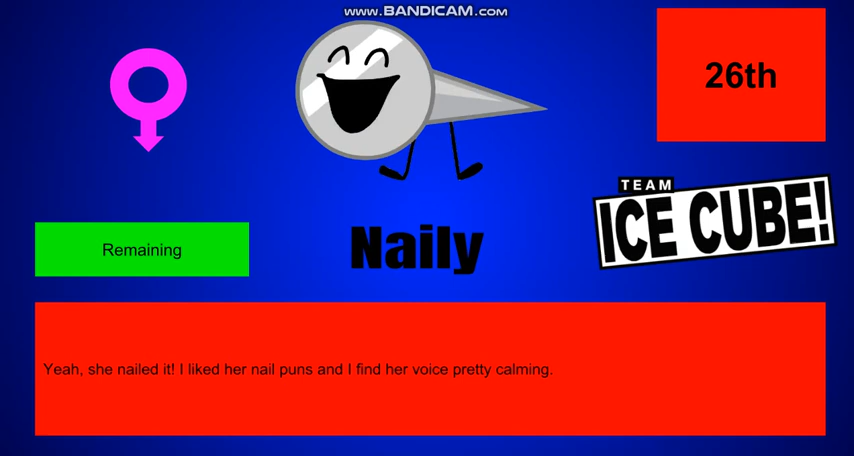 www.BANDICAM.com
26th
TEAM
ICE CUBE!
Remaining
Naily
Yeah, she nailed it! I liked her nail puns and I find her voice pretty calming.